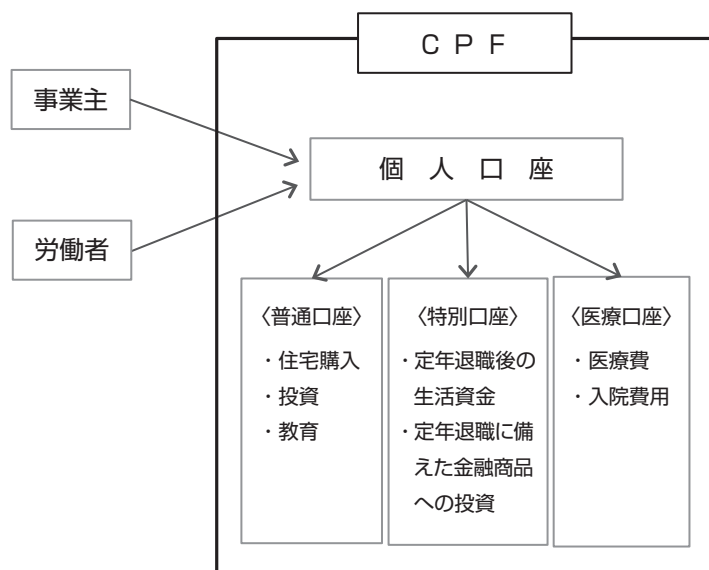 ＣＰＦ
事業主
個人口座
労働者
〈普通口座〉
・住宅購入
・投資
・教育
〈特別口座〉
・定年退職後の
生活資金
・定年退職に備
えた金融商品
への投資
〈医療口座〉
・医療費
・入院費用